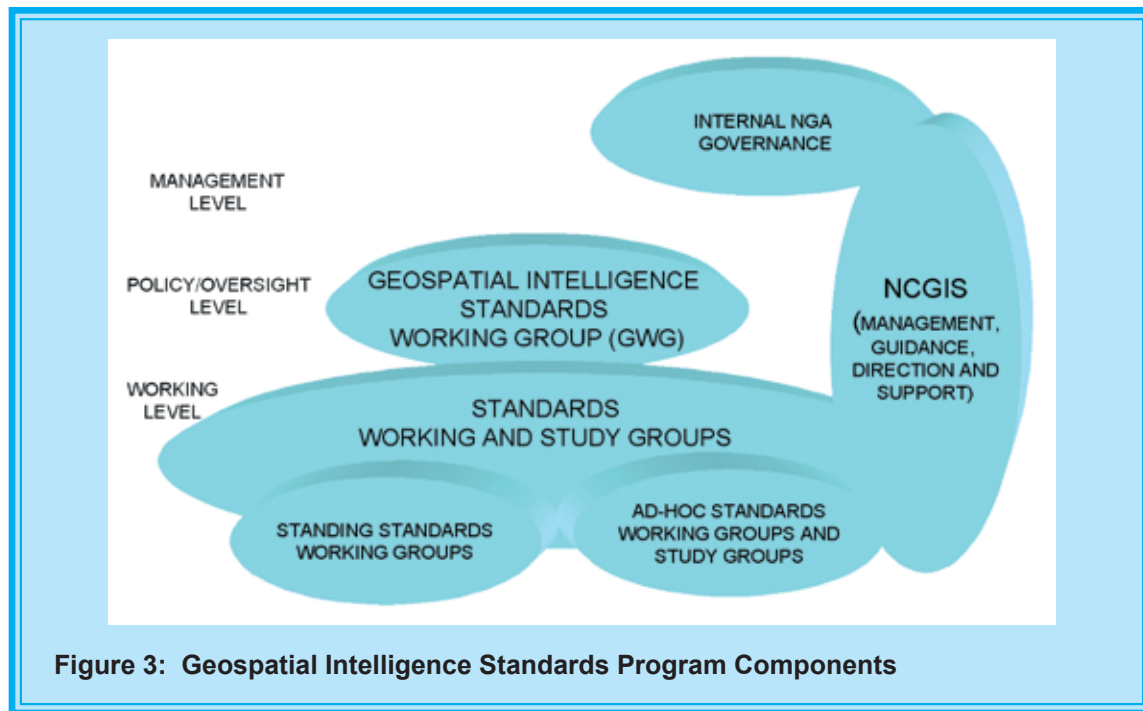 INTERNAL NGA
GOVERNANCE
MANAGEMENT
LEVEL
POLICY/OVERSIGHT
LEVEL
GEOSPATIAL INTELLIGENCE
STANDARDS
WORKING GROUP (GWG)
NCGIS
(MANAGEMENT,
GUIDANCE,
DIRECTION AND
SUPPORT)
WORKING
LEVEL
STANDARDS
WORKING AND STUDY GROUPS
STANDING STANDARDS
WORKING GROUPS
AD-HOC STANDARDS
WORKING GROUPS AND
STUDY GROUPS
Figure 3: Geospatial Intelligence Standards Program Components